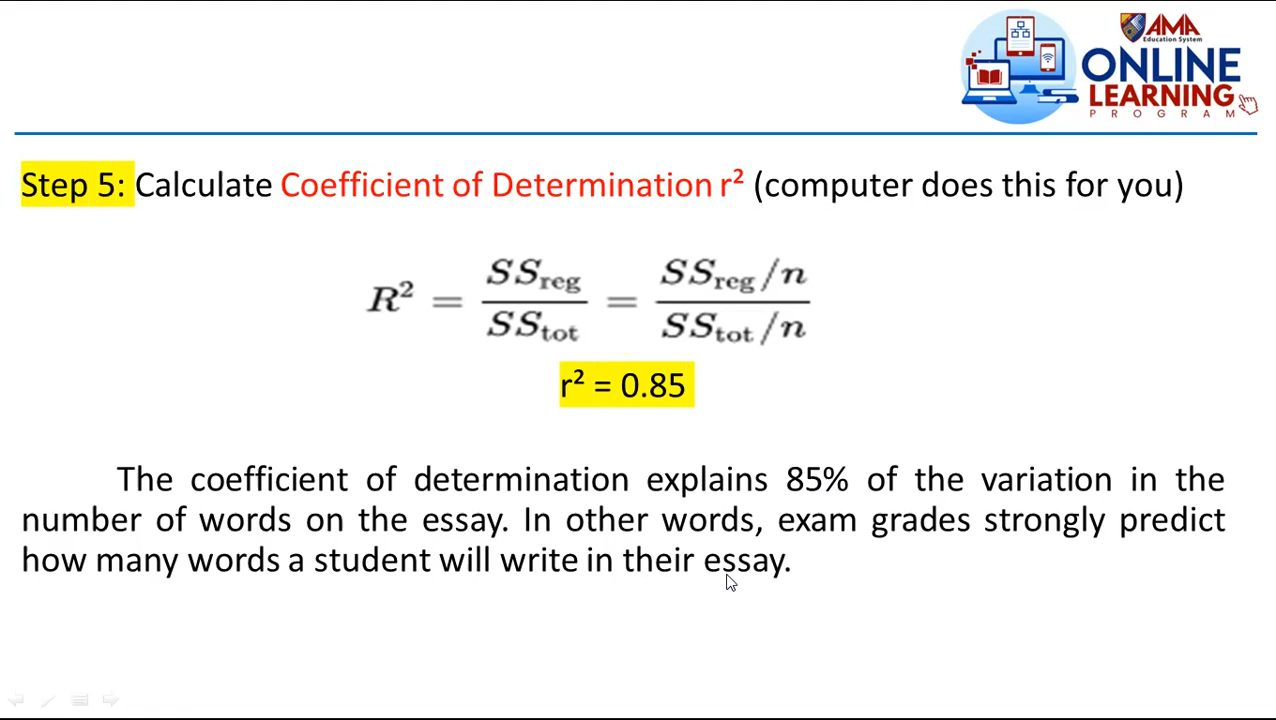 AMA
Education System
ONLINE
LEARNING
PROGRAM
Step 5: Calculate Coefficient of Determination r² (computer does this for you)
R² = SSreg / SStot = SSreg/n / SStot/n
r² = 0.85
The coefficient of determination explains 85% of the variation in the
number of words on the essay. In other words, exam grades strongly predict
how many words a student will write in their essay.